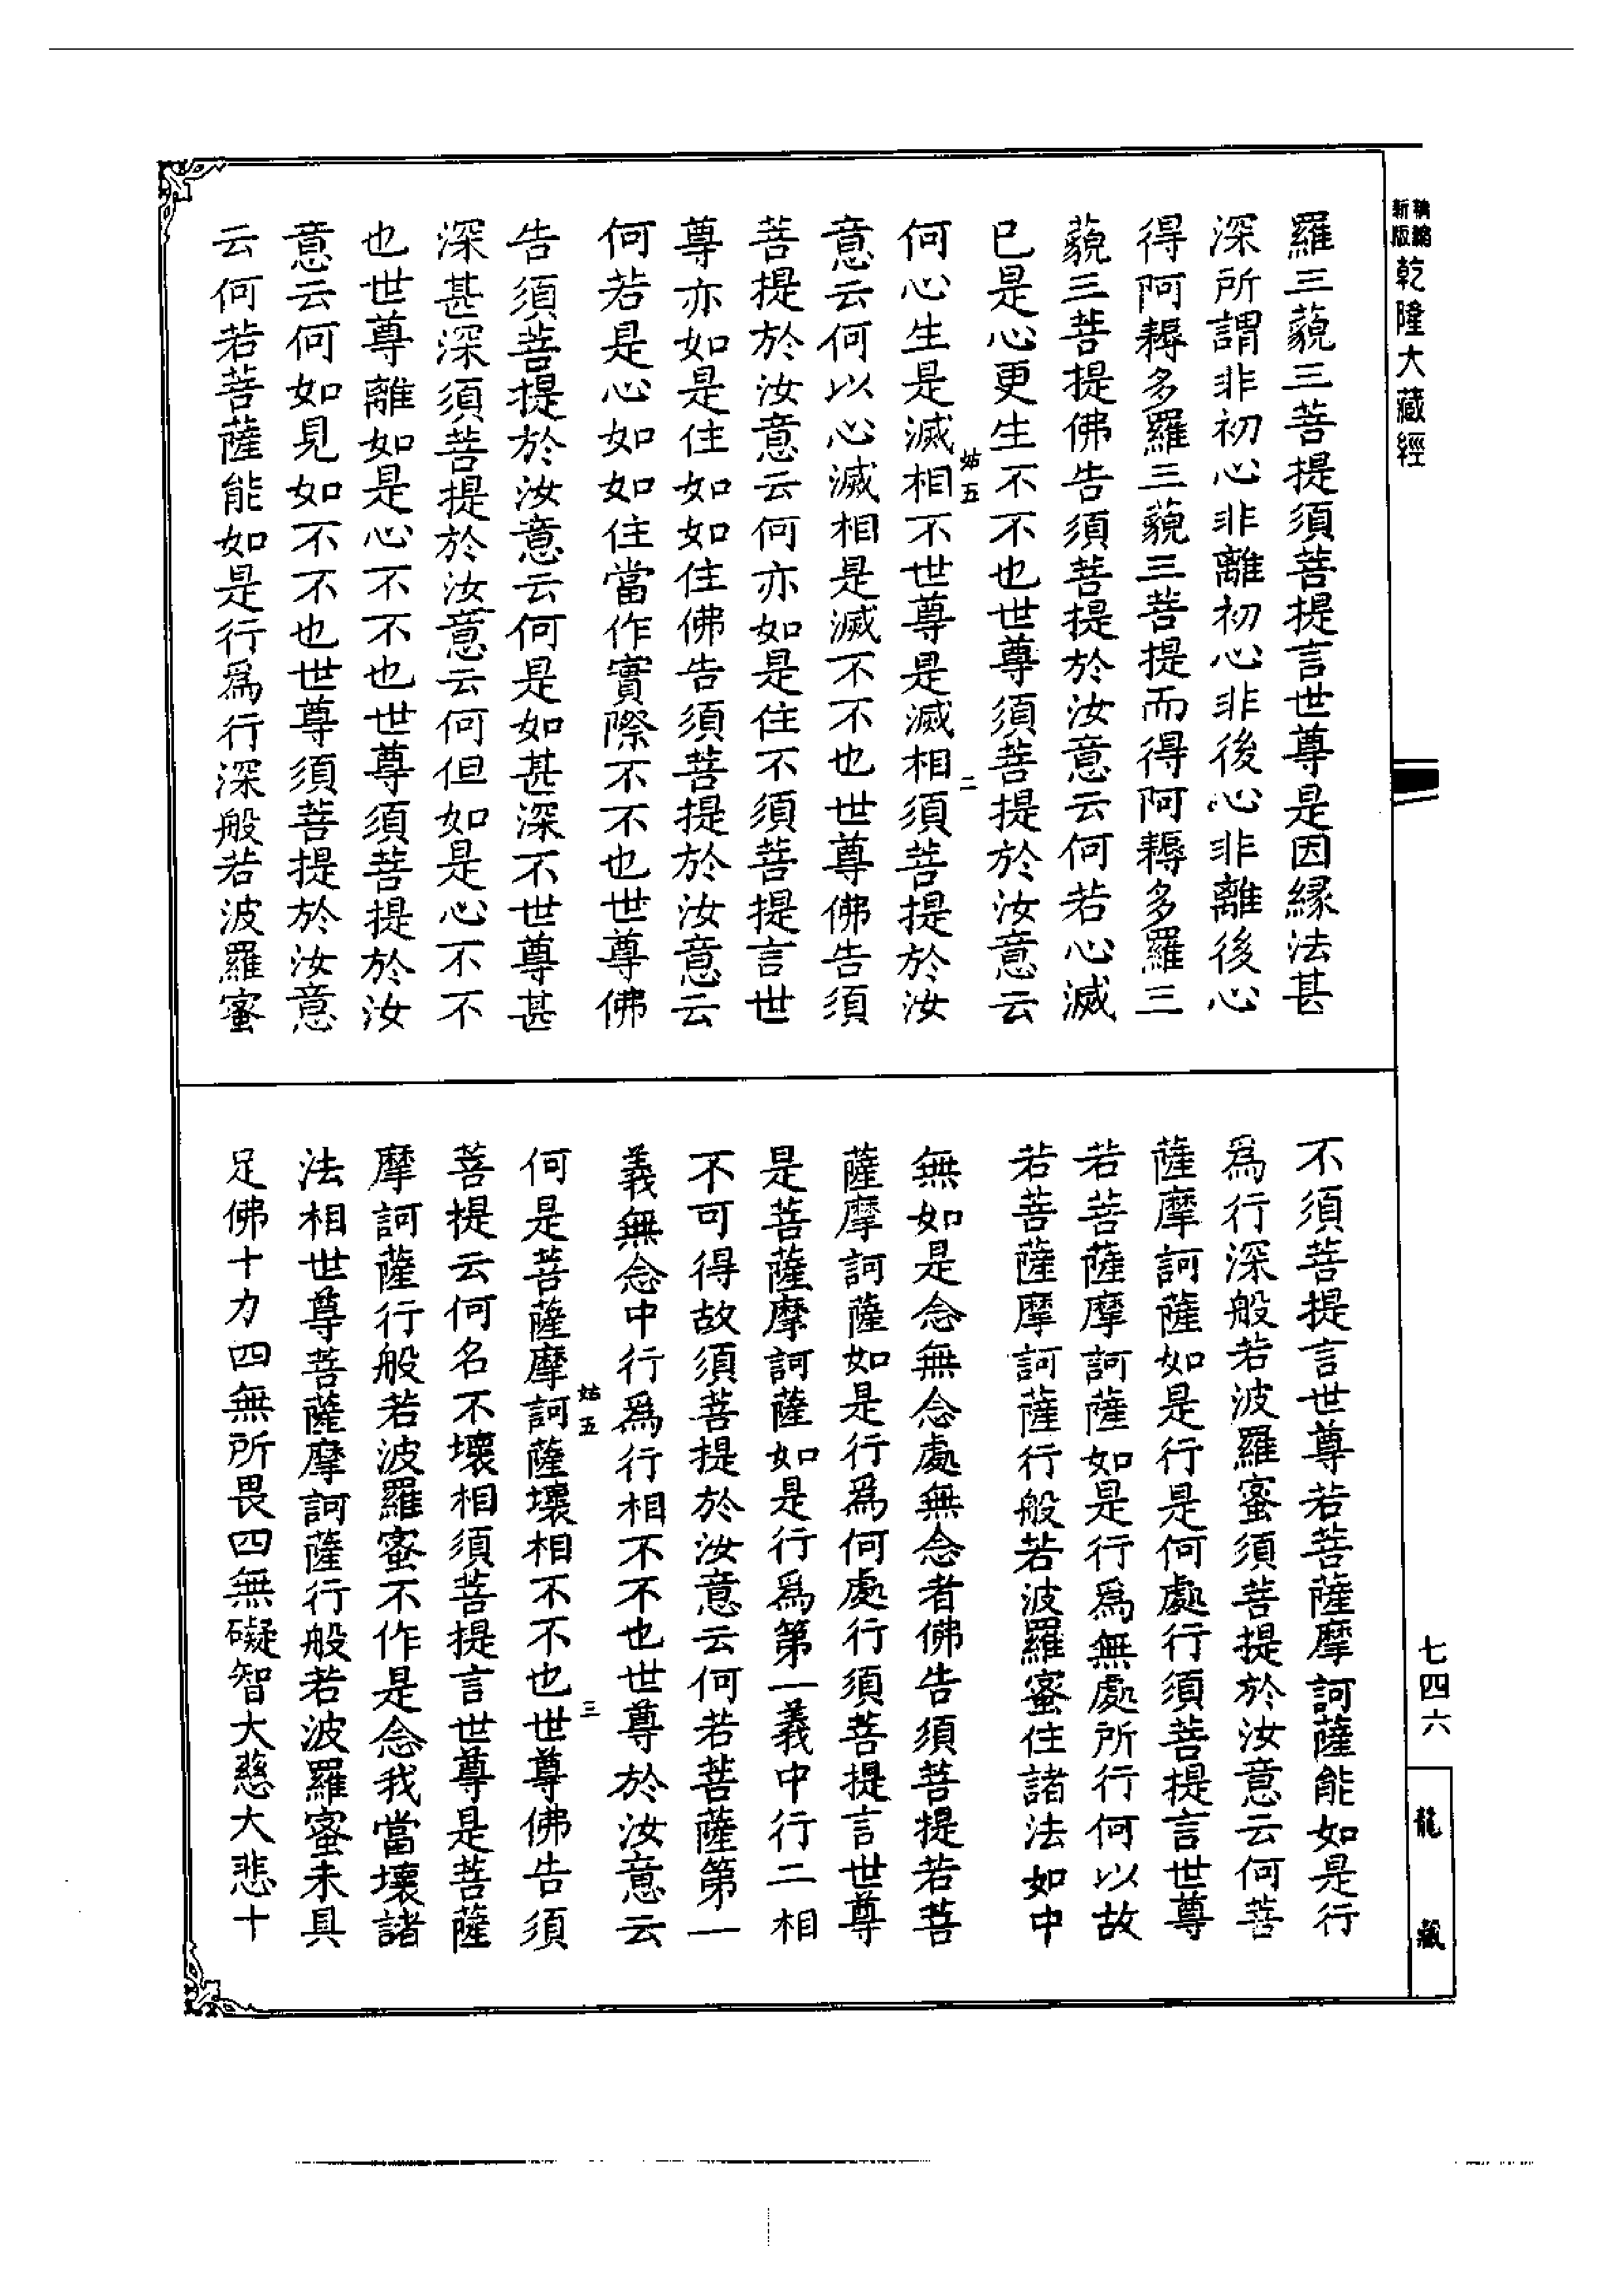 新編
縮版
乾隆大藏經
羅三藐三菩提須菩提言世尊是因緣法甚
深所謂非初心非離初心非後心非離後心
得阿耨多羅三藐三菩提而得阿耨多羅三
藐三菩提佛告須菩提於汝意云何若心滅
已是心更生不不也世尊須菩提於汝意云
姑五
二
何心生是滅相不世尊是滅相須菩提於汝
意云何以心滅相是滅不不也世尊佛告須
菩提於汝意云何亦如是住不須菩提言世
尊亦如是住如如住佛告須菩提於汝意云
何若是心如如住當作實際不不也世尊佛
告須菩提於汝意云何是如甚深不世尊甚
深甚深須菩提於汝意云何但如是心不不
也世尊離如是心不不也世尊須菩提於汝
意云何如見如不不也世尊須菩提於汝意
云何若菩薩能如是行爲行深般若波羅蜜
不須菩提言世尊若菩薩摩訶薩能如是行
爲行深般若波羅蜜須菩提於汝意云何菩
薩摩訶薩如是行是何處行須菩提言世尊
若菩薩摩訶薩如是行爲無處所行何以故
若菩薩摩訶薩行般若波羅蜜住諸法如中
無如是念無念處無念者佛告須菩提若菩
薩摩訶薩如是行爲何處行須菩提言世尊
是菩薩摩訶薩如是行爲第一義中行二相
不可得故須菩提於汝意云何若菩薩第一
義無念中行爲行相不不也世尊於汝意云
姑五
三
何是菩薩摩訶薩壞相不不也世尊佛告須
菩提云何名不壞相須菩提言世尊是菩薩
摩訶薩行般若波羅蜜不作是念我當壞諸
法相世尊菩薩摩訶薩行般若波羅蜜未具
足佛十力四無所畏四無礙智大慈大悲十
七四六
龍藏